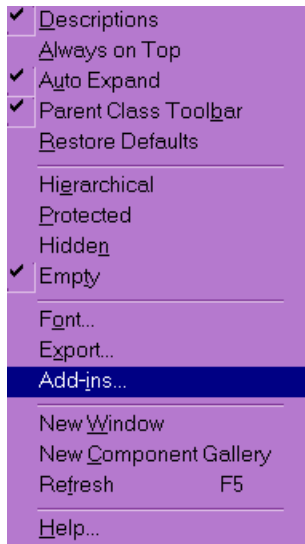 Descriptions
Always on Top
Auto Expand
Parent Class Toolbar
Restore Defaults
Hierarchical
Protected
Hidden
Empty
Font...
Export...
Add-ins...
New Window
New Component Gallery
Refresh F5
Help...